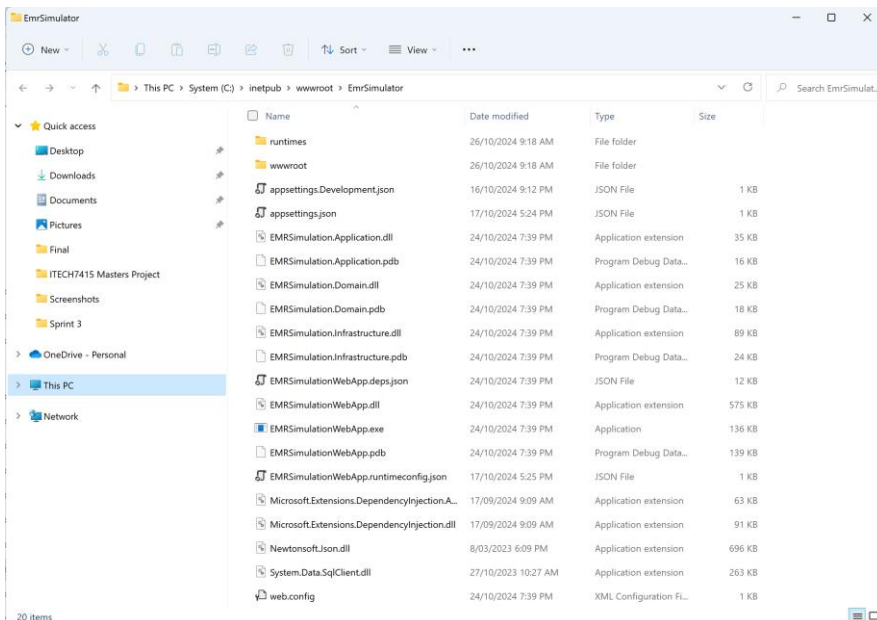 EmrSimulator
New Sort View
This PC > System (C:) > inetpub > wwwroot > EmrSimulator
Search EmrSimulat...
Quick access
Desktop
Downloads
Documents
Pictures
Final
ITECH7415 Masters Project
Screenshots
Sprint 3
OneDrive - Personal
This PC
Network
Name Date modified Type Size
runtimes 26/10/2024 9:18 AM File folder
wwwroot 26/10/2024 9:18 AM File folder
appsettings.Development.json 16/10/2024 9:12 PM JSON File 1 KB
appsettings.json 17/10/2024 5:24 PM JSON File 1 KB
EMRSimulation.Application.dll 24/10/2024 7:39 PM Application extension 35 KB
EMRSimulation.Application.pdb 24/10/2024 7:39 PM Program Debug Data... 16 KB
EMRSimulation.Domain.dll 24/10/2024 7:39 PM Application extension 25 KB
EMRSimulation.Domain.pdb 24/10/2024 7:39 PM Program Debug Data... 18 KB
EMRSimulation.Infrastructure.dll 24/10/2024 7:39 PM Application extension 89 KB
EMRSimulation.Infrastructure.pdb 24/10/2024 7:39 PM Program Debug Data... 24 KB
EMRSimulationWebApp.deps.json 24/10/2024 7:39 PM JSON File 12 KB
EMRSimulationWebApp.dll 24/10/2024 7:39 PM Application extension 575 KB
EMRSimulationWebApp.exe 24/10/2024 7:39 PM Application 136 KB
EMRSimulationWebApp.pdb 24/10/2024 7:39 PM Program Debug Data... 139 KB
EMRSimulationWebApp.runtimeconfig.json 17/10/2024 5:25 PM JSON File 1 KB
Microsoft.Extensions.DependencyInjection.A... 17/09/2024 9:09 AM Application extension 63 KB
Microsoft.Extensions.DependencyInjection.dll 17/09/2024 9:09 AM Application extension 91 KB
Newtonsoft.Json.dll 8/03/2023 6:09 PM Application extension 696 KB
System.Data.SqlClient.dll 27/10/2023 10:27 AM Application extension 263 KB
web.config 24/10/2024 7:39 PM XML Configuration Fi... 1 KB
20 items